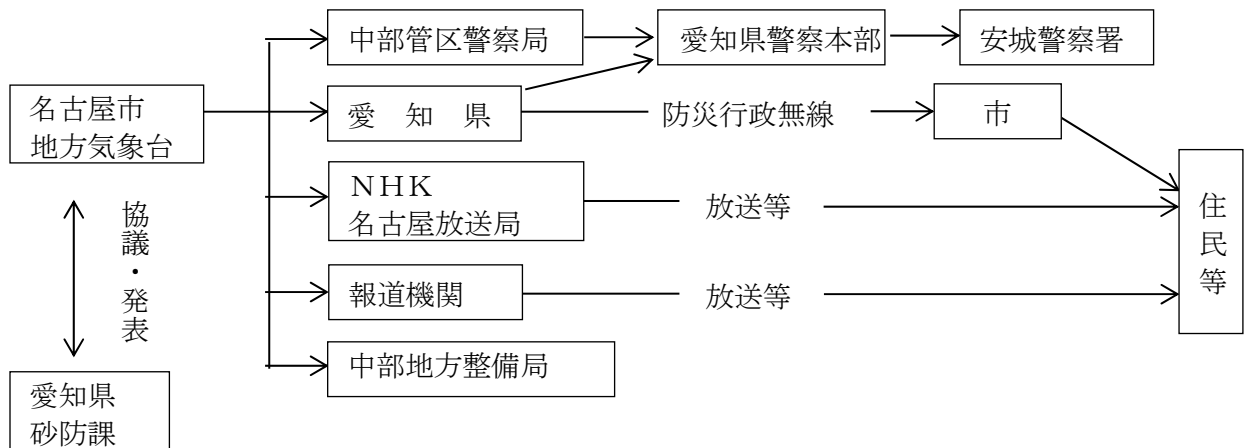 中部管区警察局
愛知県警察本部
安城警察署
名古屋市
地方気象台
愛　知　県
防災行政無線
市
ＮＨＫ
名古屋放送局
放送等
住民等
協議・発表
報道機関
放送等
中部地方整備局
愛知県
砂防課